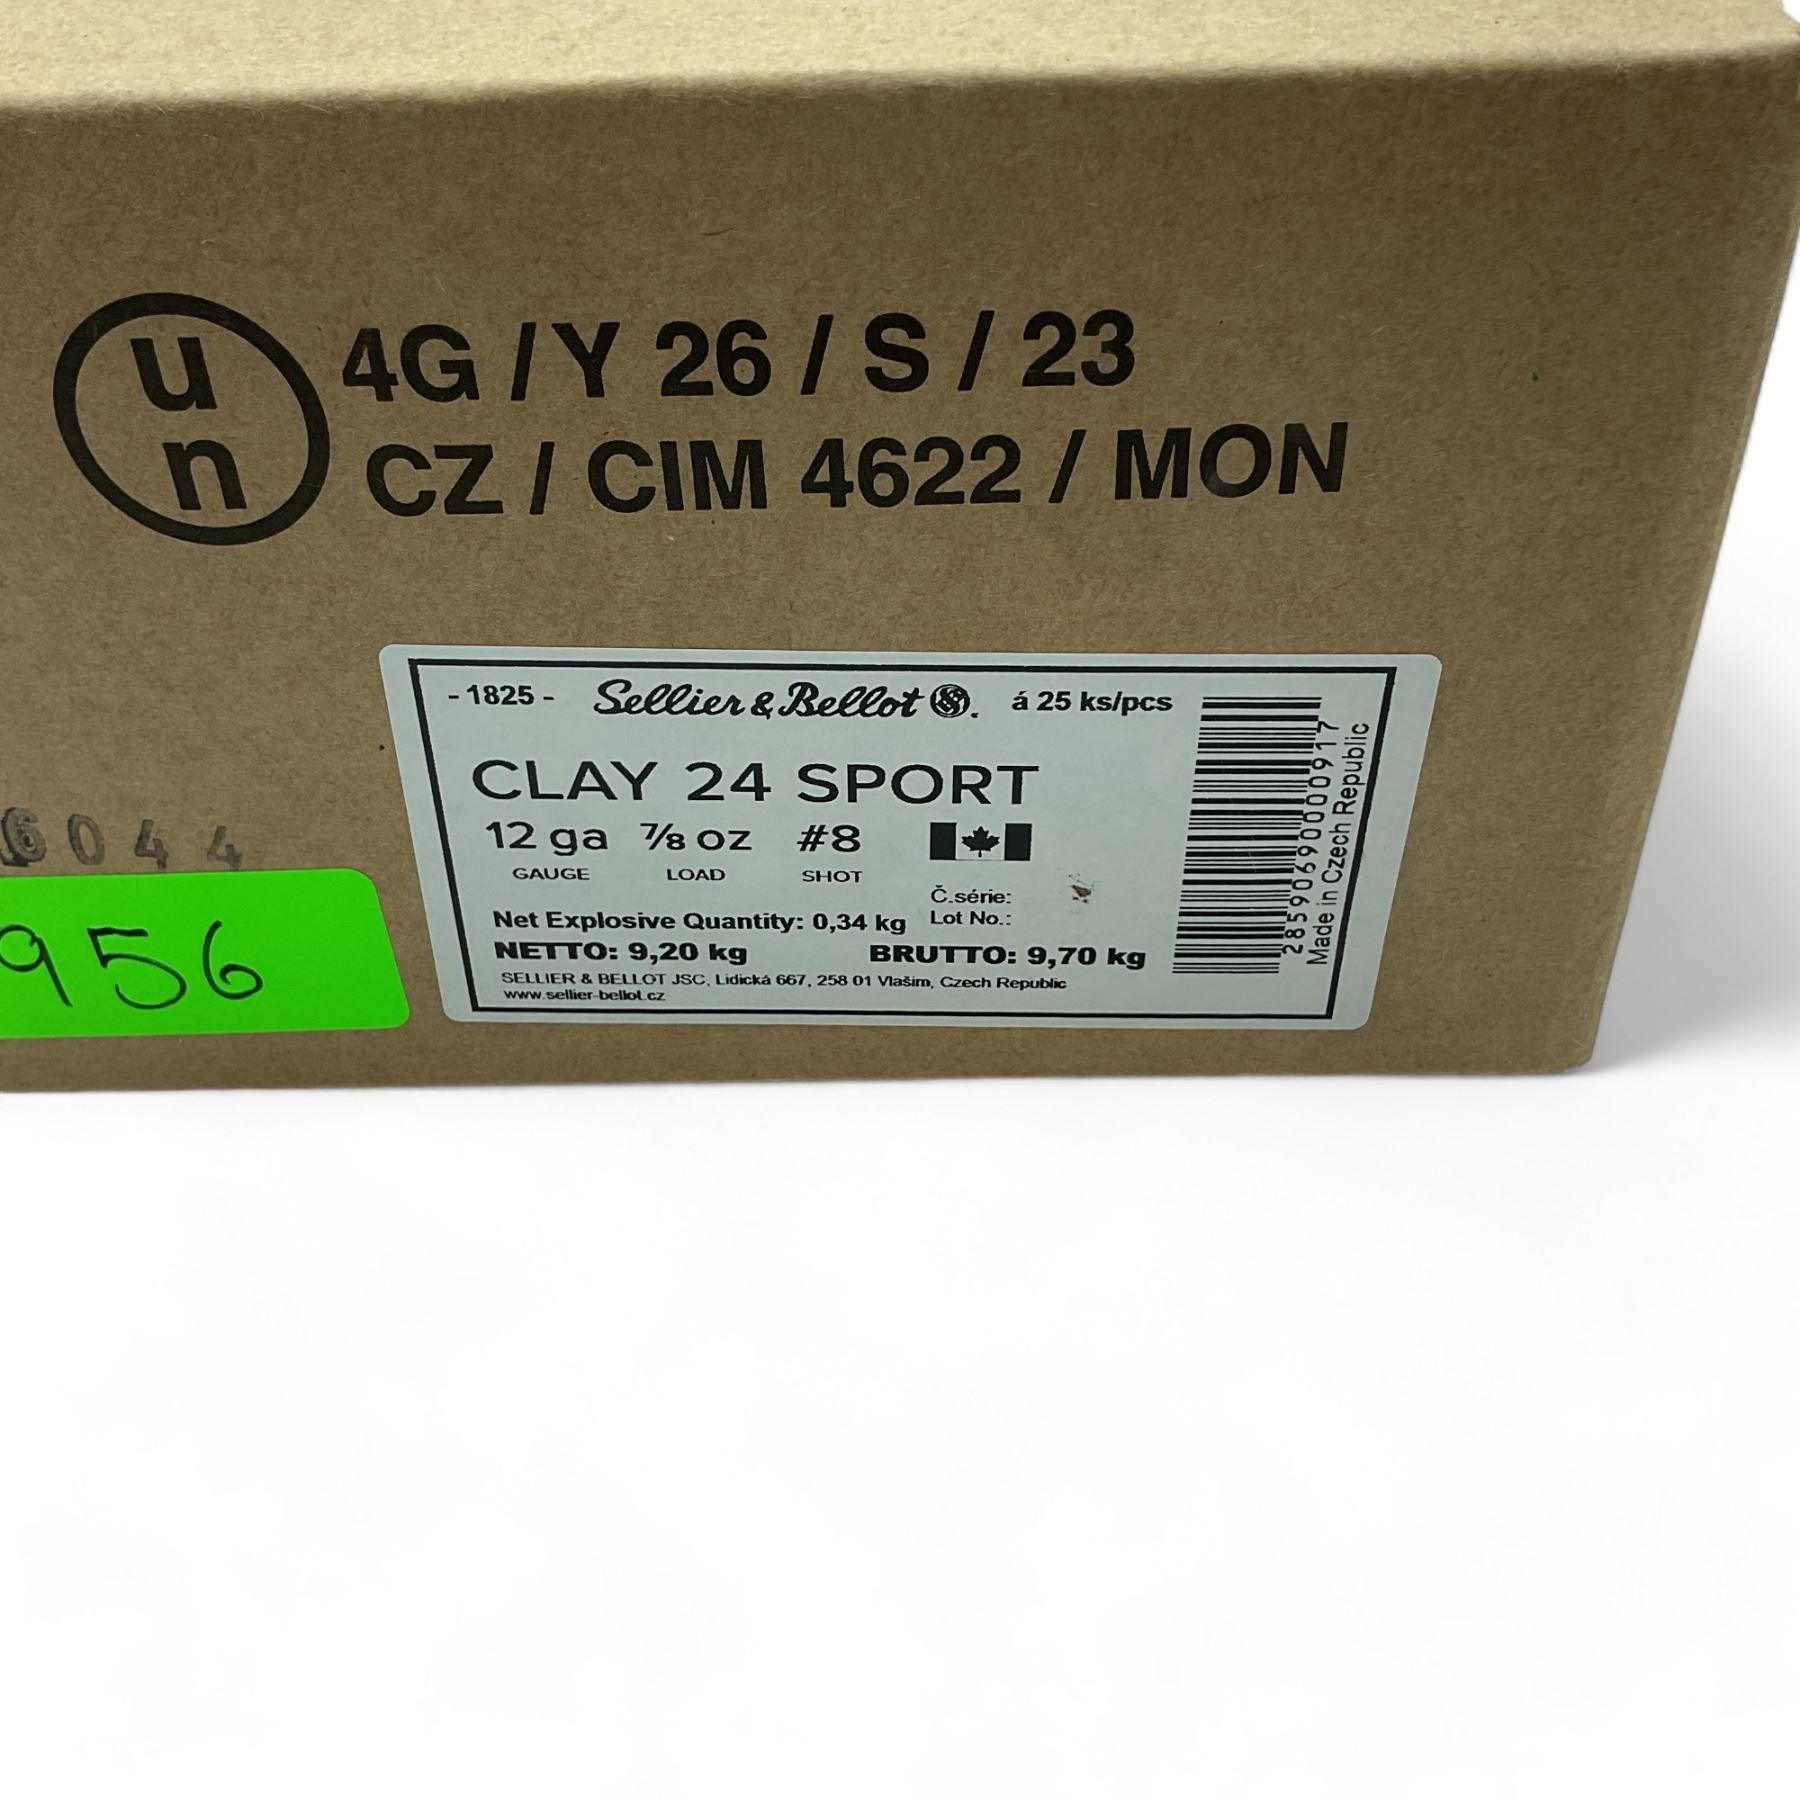 un 4G / Y 26 / S / 23
CZ / CIM 4622 / MON
- 1825 - Sellier & Bellot S&B. á 25 ks/pcs
CLAY 24 SPORT
12 ga ⅞ oz #8
GAUGE LOAD SHOT
Č.série:
Net Explosive Quantity: 0,34 kg Lot No.:
NETTO: 9,20 kg BRUTTO: 9,70 kg
SELLIER & BELLOT JSC, Lidická 667, 258 01 Vlašim, Czech Republic
www.sellier-bellot.cz
2859069000917
Made in Czech Republic
6044
956